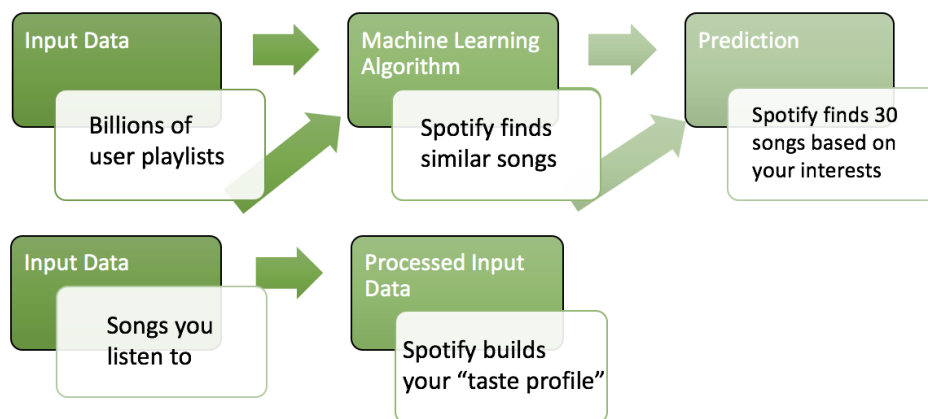 Input Data
Billions of
user playlists
Machine Learning
Algorithm
Spotify finds
similar songs
Prediction
Spotify finds 30
songs based on
your interests
Input Data
Songs you
listen to
Processed Input
Data
Spotify builds
your “taste profile”